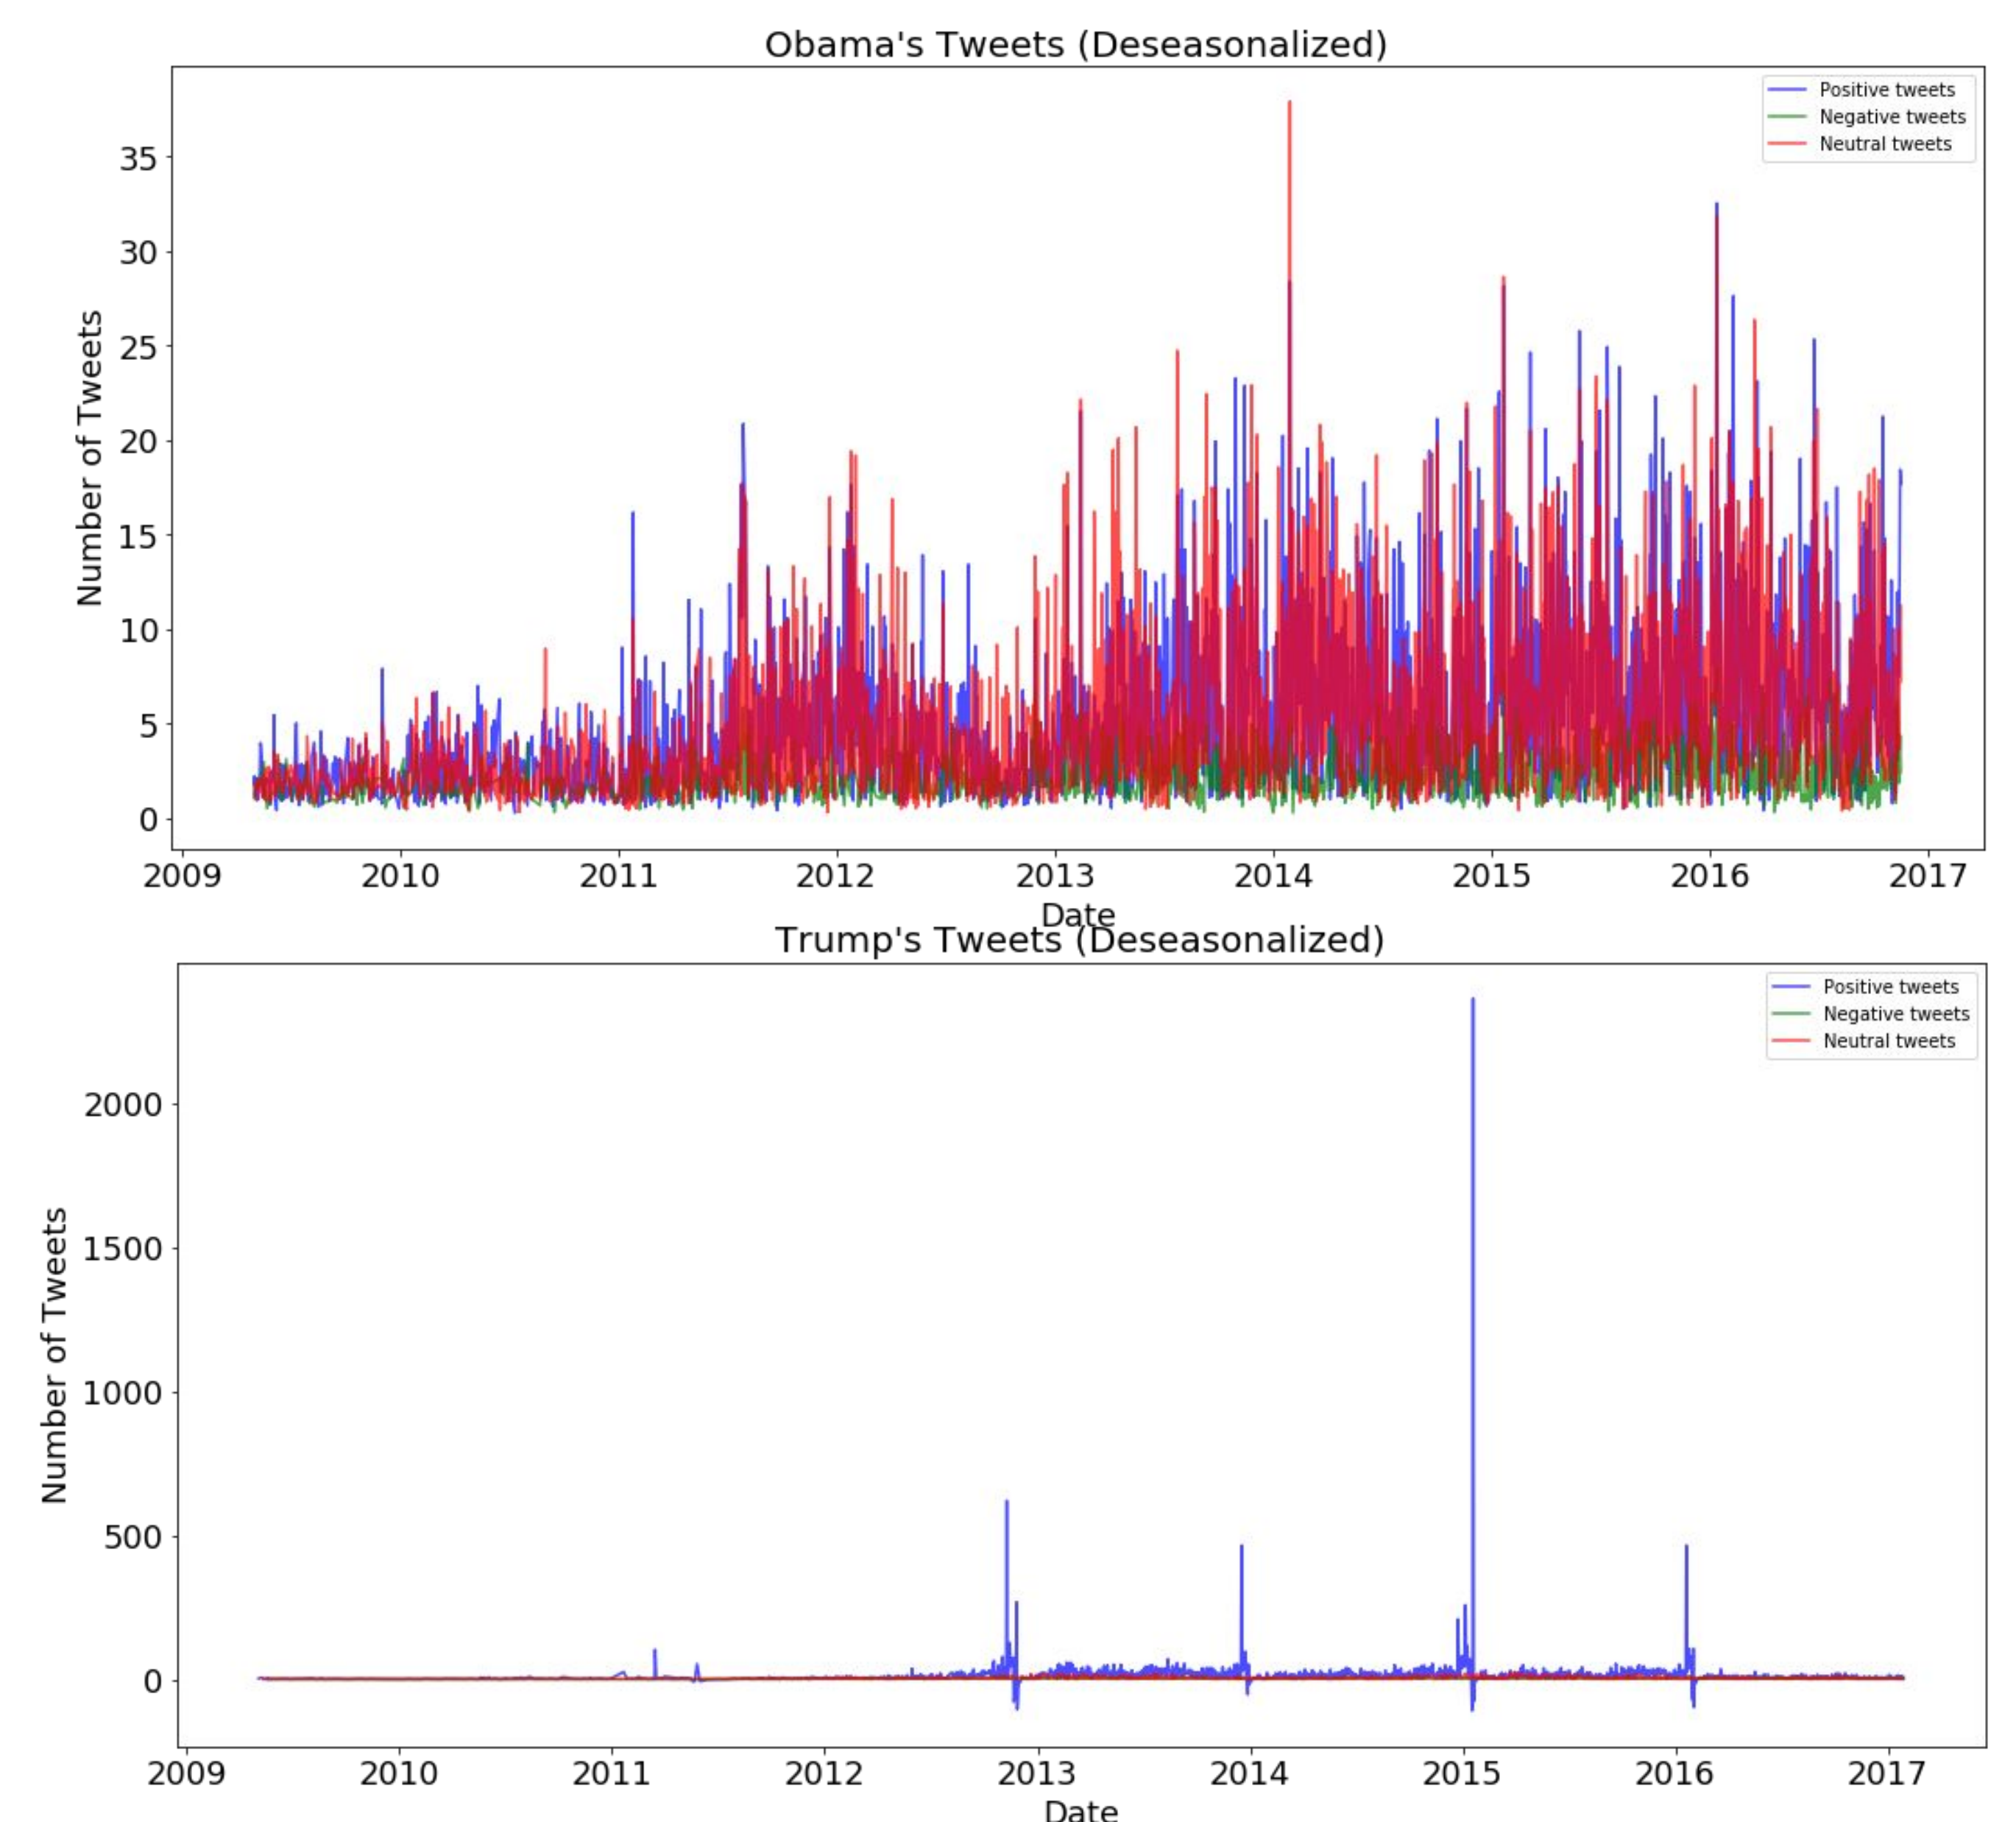 Obama's Tweets (Deseasonalized)
Positive tweets
Negative tweets
Neutral tweets
Number of Tweets
35
30
25
20
15
10
5
0
2009 2010 2011 2012 2013 2014 2015 2016 2017
Date
Trump's Tweets (Deseasonalized)
Positive tweets
Negative tweets
Neutral tweets
Number of Tweets
2000
1500
1000
500
0
2009 2010 2011 2012 2013 2014 2015 2016 2017
Date